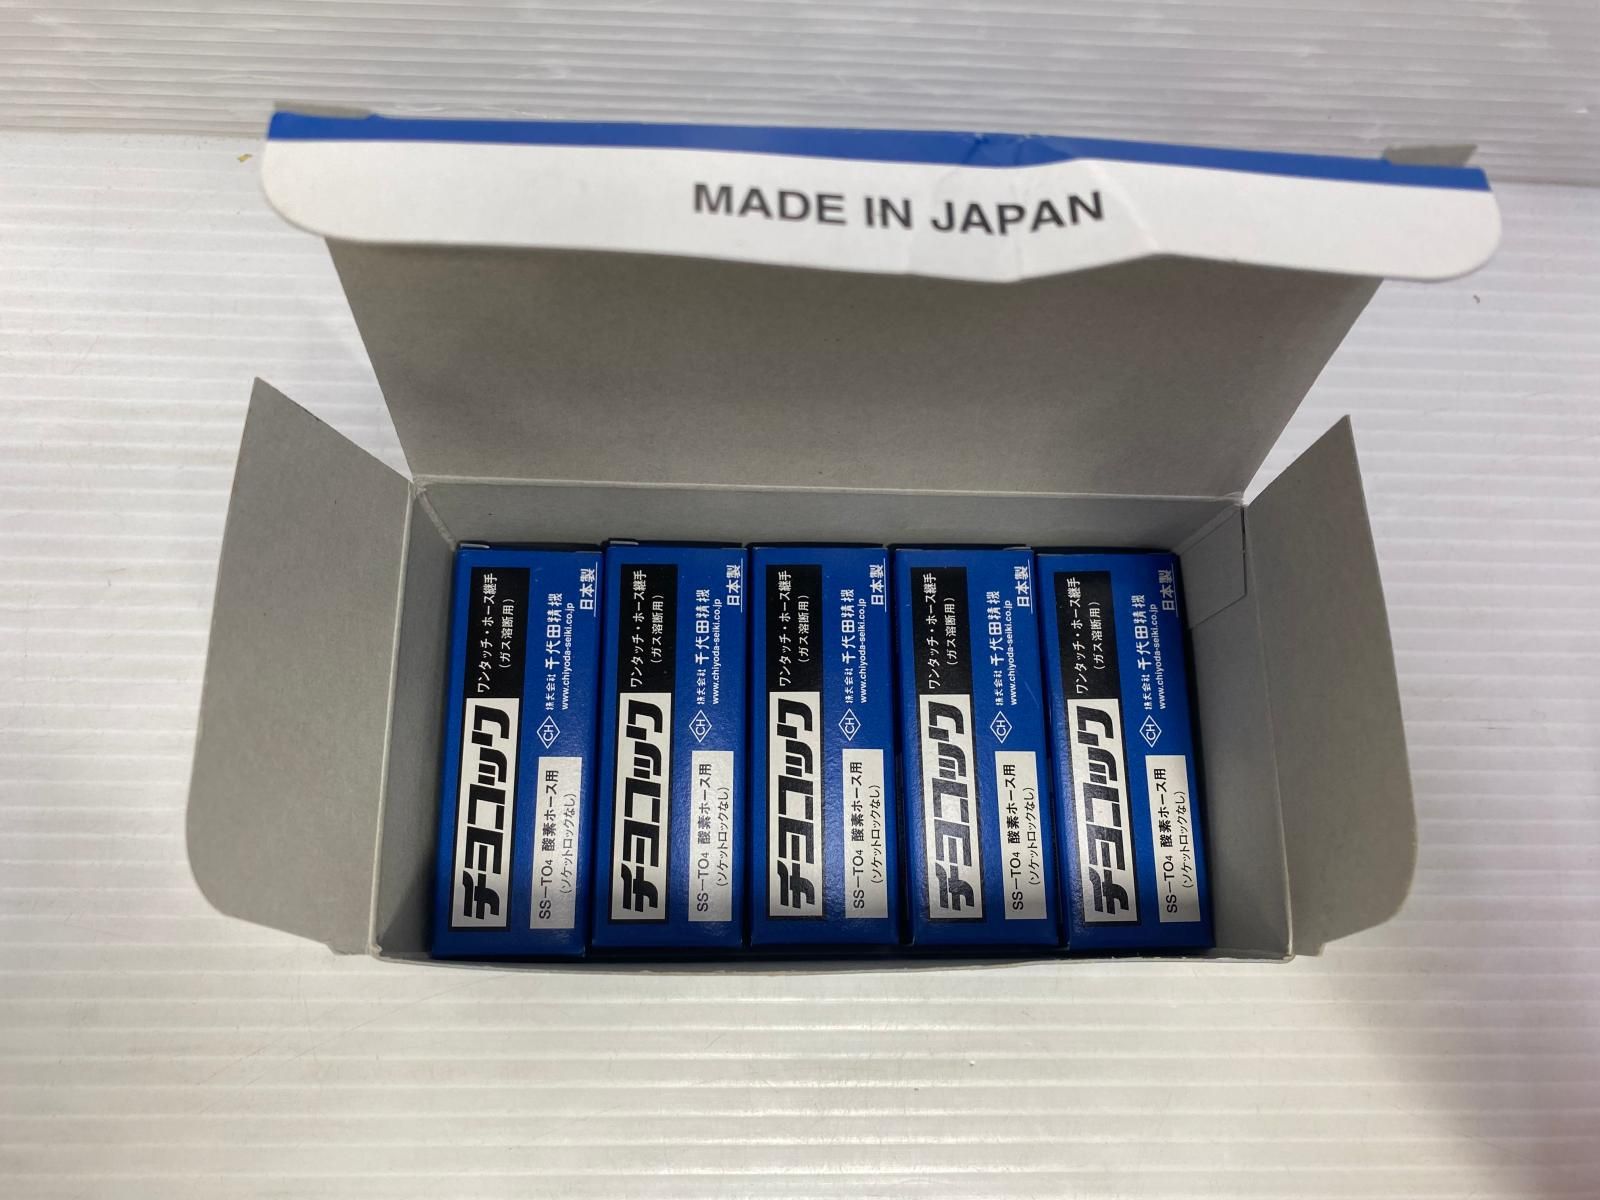 MADE IN JAPAN
チヨコック
ワンタッチ・ホース継手
(ガス溶断用)
CH
株式会社 千代田精機
www.chiyoda-seiki.co.jp
日本製
SS-TO4 酸素ホース用
(ソケットロックなし)
チヨコック
ワンタッチ・ホース継手
(ガス溶断用)
CH
株式会社 千代田精機
www.chiyoda-seiki.co.jp
日本製
SS-TO4 酸素ホース用
(ソケットロックなし)
チヨコック
ワンタッチ・ホース継手
(ガス溶断用)
CH
株式会社 千代田精機
www.chiyoda-seiki.co.jp
日本製
SS-TO4 酸素ホース用
(ソケットロックなし)
チヨコック
ワンタッチ・ホース継手
(ガス溶断用)
CH
株式会社 千代田精機
www.chiyoda-seiki.co.jp
日本製
SS-TO4 酸素ホース用
(ソケットロックなし)
チヨコック
ワンタッチ・ホース継手
(ガス溶断用)
CH
株式会社 千代田精機
www.chiyoda-seiki.co.jp
日本製
SS-TO4 酸素ホース用
(ソケットロックなし)